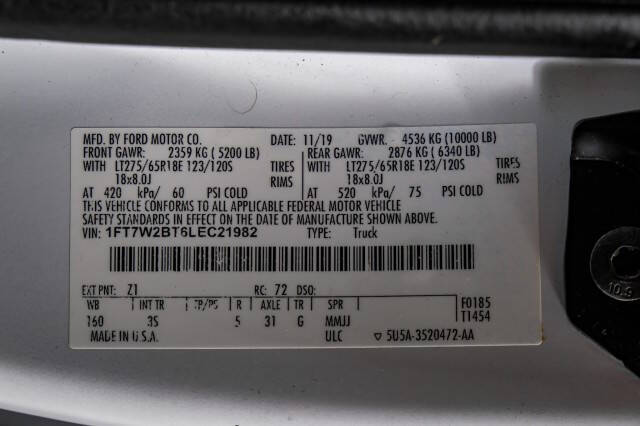 MFD. BY FORD MOTOR CO. DATE: 11/19 GVWR. 4536 KG (10000 LB)
FRONT GAWR: 2359 KG ( 5200 LB) REAR GAWR: 2876 KG ( 6340 LB)
WITH LT275/65R18E 123/120S TIRES WITH LT275/65R18E 123/120S TIRES
18x8.0J RIMS 18x8.0J RIMS
AT 420 kPa/ 60 PSI COLD AT 520 kPa/ 75 PSI COLD
THIS VEHICLE CONFORMS TO ALL APPLICABLE FEDERAL MOTOR VEHICLE
SAFETY STANDARDS IN EFFECT ON THE DATE OF MANUFACTURE SHOWN ABOVE.
VIN: 1FT7W2BT6LEC21982 TYPE: Truck
EXT PNT: Z1 RC: 72 DSO:
WB INT TR TP/PS R AXLE TR SPR F0185
160 3S 5 31 G MMJJ T1454
MADE IN U.S.A. ULC 5U5A-3520472-AA
10.9